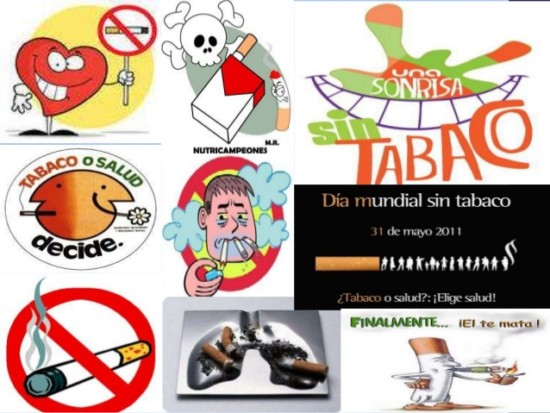 M.R.
NUTRICAMPEONES
una
SONRISA
sin
TABACO
TABACO O SALUD
decide.
Día mundial sin tabaco
31 de mayo 2011
¿Tabaco o salud?: ¡Elige salud!
FINALMENTE... ¡El te mata!